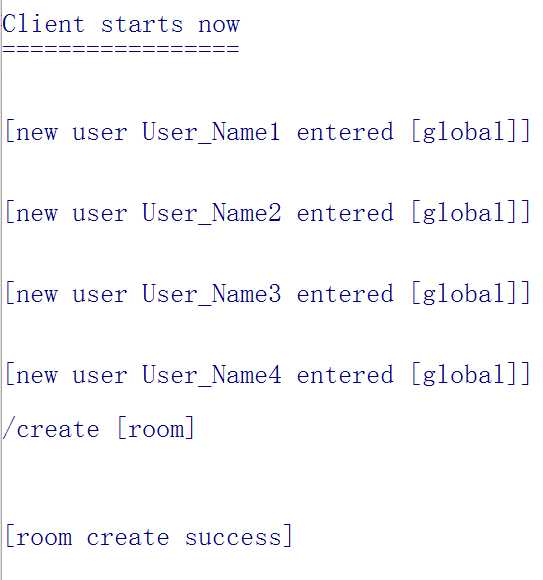 Client starts now
=================
[new user User_Name1 entered [global]]
[new user User_Name2 entered [global]]
[new user User_Name3 entered [global]]
[new user User_Name4 entered [global]]
/create [room]
[room create success]